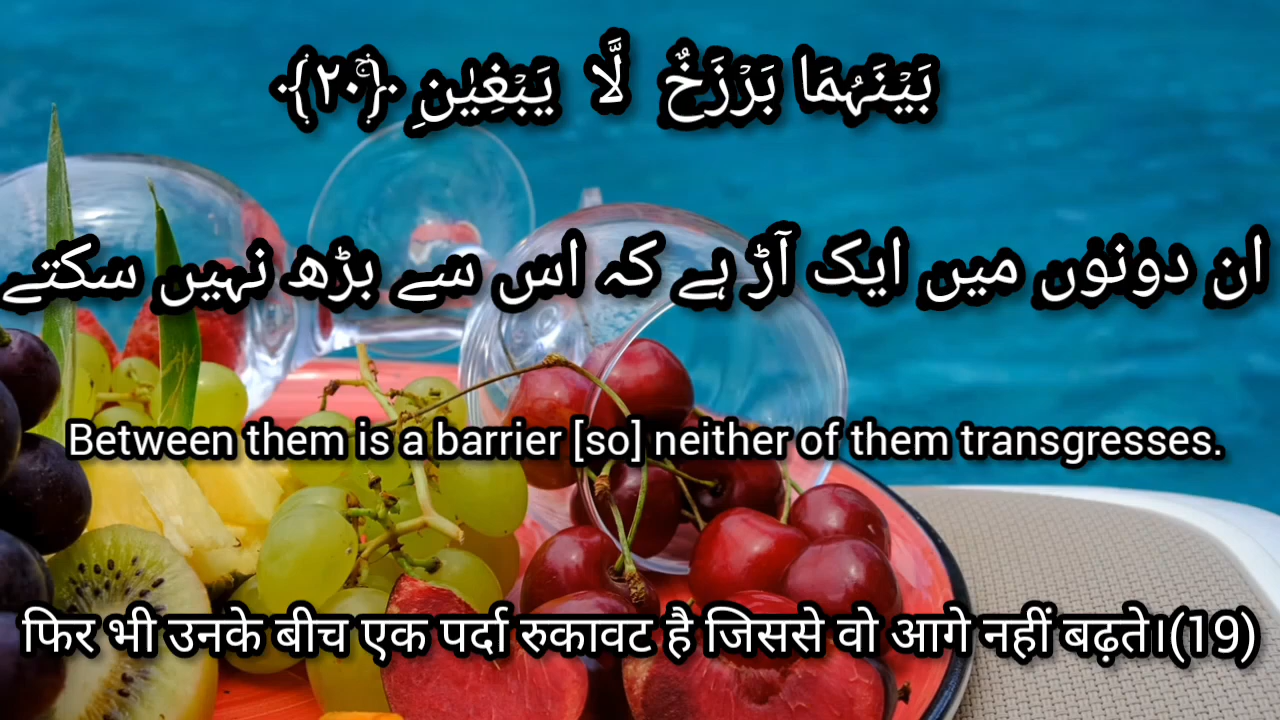 بَيْنَهُمَا بَرْزَخٌ لَّا يَبْغِيٰنِ ۚ﴿۲۰﴾
ان دونوں میں ایک آڑ ہے کہ اس سے بڑھ نہیں سکتے
Between them is a barrier [so] neither of them transgresses.
फिर भी उनके बीच एक पर्दा रुकावट है जिससे वो आगे नहीं बढ़ते।(19)